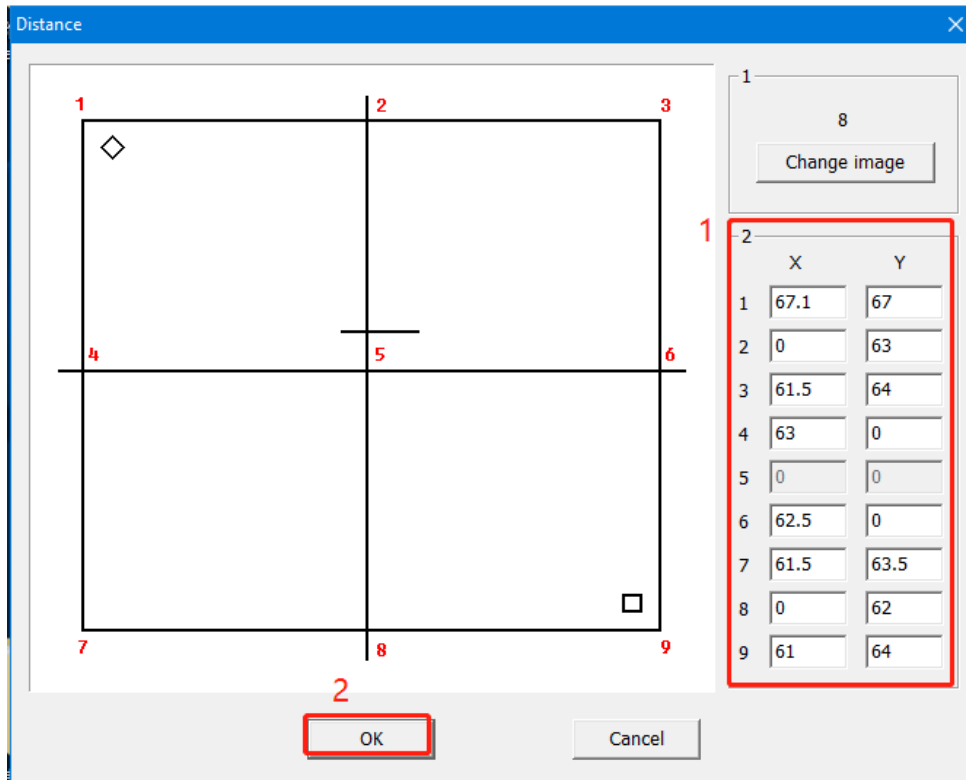 Distance
1 2 3
4 5 6
7 8 9
1
8
Change image
1
2
X Y
1 67.1 67
2 0 63
3 61.5 64
4 63 0
5 0 0
6 62.5 0
7 61.5 63.5
8 0 62
9 61 64
2
OK Cancel